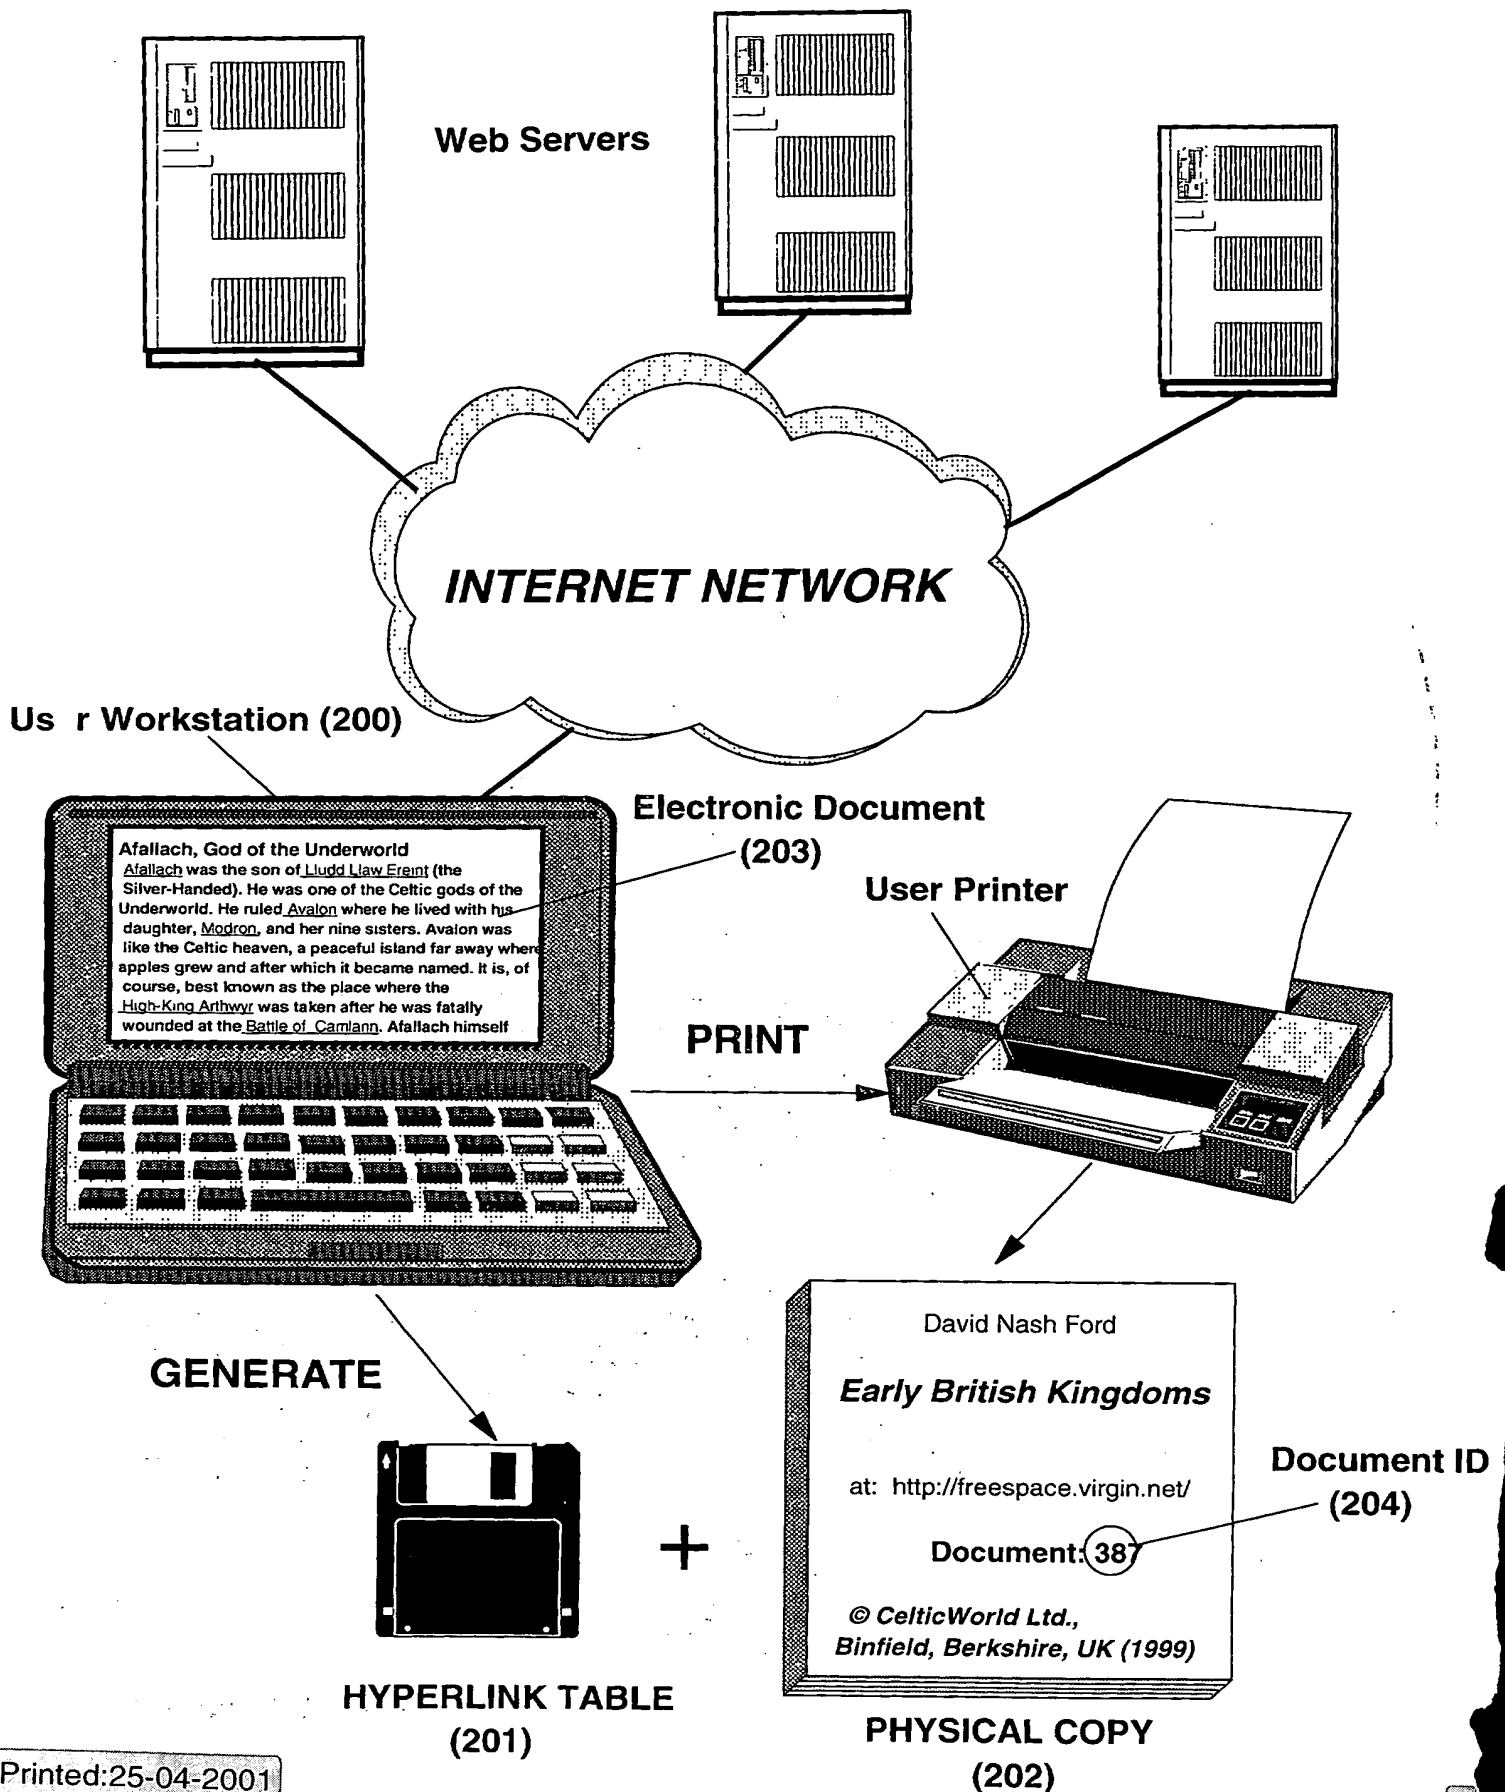 Web Servers
INTERNET NETWORK
Us r Workstation (200)
Electronic Document
(203)
Afallach, God of the Underworld
Afallach was the son of Lludd Llaw Ereint (the
Silver-Handed). He was one of the Celtic gods of the
Underworld. He ruled Avalon where he lived with his
daughter, Modron, and her nine sisters. Avalon was
like the Celtic heaven, a peaceful island far away where
apples grew and after which it became named. It is, of
course, best known as the place where the
High-King Arthwyr was taken after he was fatally
wounded at the Battle of Camlann. Afallach himself
User Printer
PRINT
GENERATE
David Nash Ford
Early British Kingdoms
at: http://freespace.virgin.net/
Document: 387
Document ID
(204)
© CelticWorld Ltd.,
Binfield, Berkshire, UK (1999)
+
HYPERLINK TABLE
(201)
PHYSICAL COPY
(202)
Printed:25-04-2001